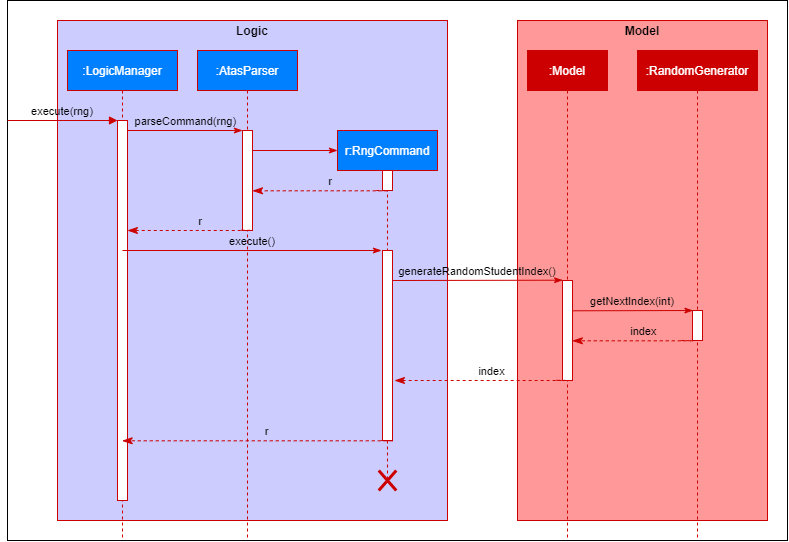 Logic
Model
:LogicManager
:AtasParser
:Model
:RandomGenerator
execute(rng)
parseCommand(rng)
r:RngCommand
r
r
execute()
generateRandomStudentIndex()
getNextIndex(int)
index
index
r